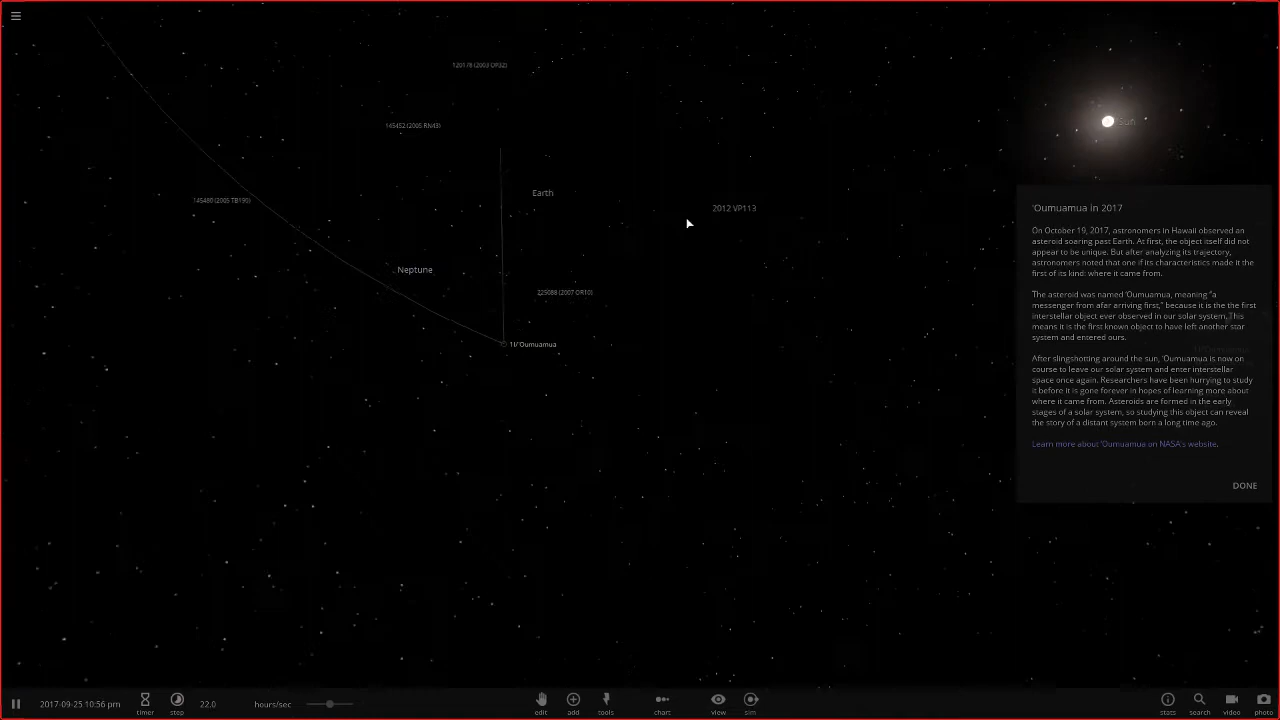 120178 (2003 OP32)
Sun
145452 (2005 RN43)
Earth
145480 (2005 TB190)
2012 VP113
'Oumuamua in 2017
On October 19, 2017, astronomers in Hawaii observed an
asteroid soaring past Earth. At first, the object itself did not
appear to be unique. But after analyzing its trajectory,
astronomers noted that one if its characteristics made it the
first of its kind: where it came from.
Neptune
225088 (2007 OR10)
The asteroid was named 'Oumuamua, meaning "a
messenger from afar arriving first," because it is the the first
interstellar object ever observed in our solar system. This
means it is the first known object to have left another star
system and entered ours.
1I/'Oumuamua
After slingshotting around the sun, 'Oumuamua is now on
course to leave our solar system and enter interstellar
space once again. Researchers have been hurrying to study
it before it is gone forever in hopes of learning more about
where it came from. Asteroids are formed in the early
stages of a solar system, so studying this object can reveal
the story of a distant system born a long time ago.
Learn more about 'Oumuamua on NASA's website.
DONE
2017-09-25 10:56 pm
timer
step
22.0
hours/sec
edit
add
tools
chart
view
sim
stats
search
video
photo